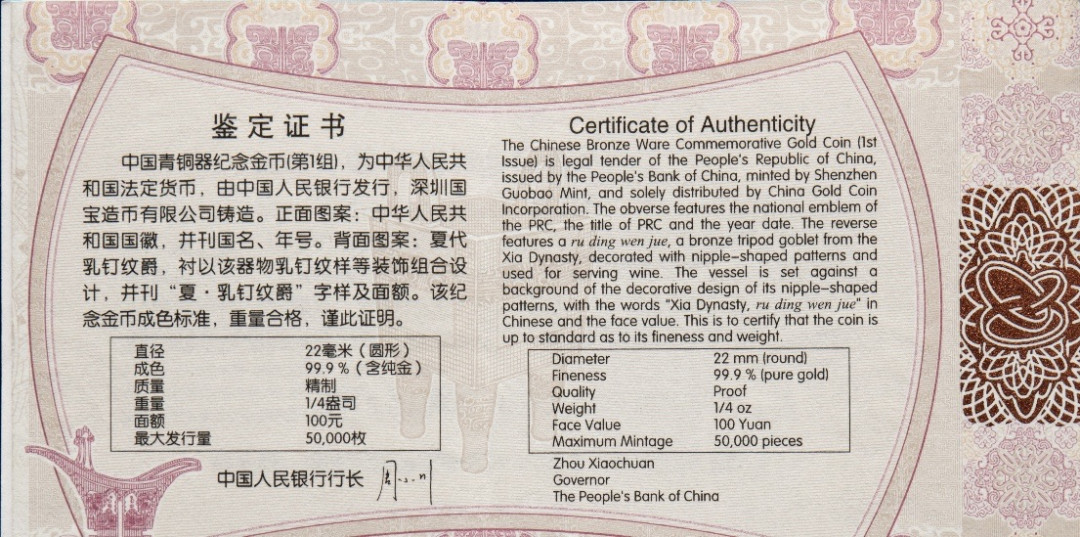 鉴定证书
中国青铜器纪念金币(第1组)，为中华人民共
和国法定货币，由中国人民银行发行，深圳国
宝造币有限公司铸造。正面图案：中华人民共
和国国徽，并刊国名、年号。背面图案：夏代
乳钉纹爵，衬以该器物乳钉纹样等装饰组合设
计，并刊“夏·乳钉纹爵”字样及面额。该纪
念金币成色标准，重量合格，谨此证明。
直径 22毫米（圆形）
成色 99.9%（含纯金）
质量 精制
重量 1/4盎司
面额 100元
最大发行量 50,000枚
中国人民银行行长
Certificate of Authenticity
The Chinese Bronze Ware Commemorative Gold Coin (1st
Issue) is legal tender of the People's Republic of China,
issued by the People's Bank of China, minted by Shenzhen
Guobao Mint, and solely distributed by China Gold Coin
Incorporation. The obverse features the national emblem of
the PRC, the title of PRC and the year date. The reverse
features a ru ding wen jue, a bronze tripod goblet from the
Xia Dynasty, decorated with nipple-shaped patterns and
used for serving wine. The vessel is set against a
background of the decorative design of its nipple-shaped
patterns, with the words "Xia Dynasty, ru ding wen jue" in
Chinese and the face value. This is to certify that the coin is
up to standard as to its fineness and weight.
Diameter 22 mm (round)
Fineness 99.9 % (pure gold)
Quality Proof
Weight 1/4 oz
Face Value 100 Yuan
Maximum Mintage 50,000 pieces
Zhou Xiaochuan
Governor
The People's Bank of China